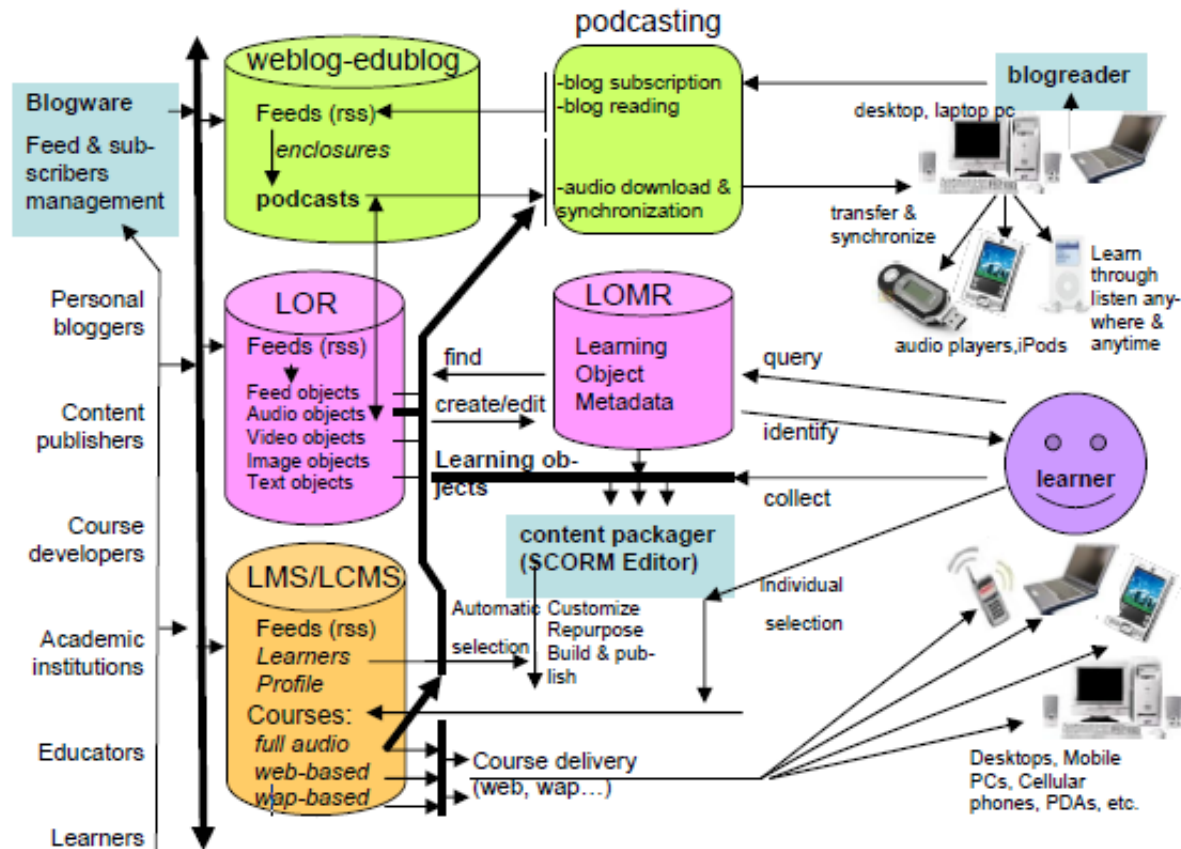 podcasting
weblog-edublog
Feeds (rss)
enclosures
podcasts
-blog subscription
-blog reading
-audio download &
synchronization
blogreader
desktop, laptop pc
transfer &
synchronize
Learn
through
listen any-
where &
anytime
audio players,iPods
Blogware
Feed & sub-
scribers
management
Personal
bloggers
Content
publishers
Course
developers
Academic
institutions
Educators
Learners
LOR
Feeds (rss)
Feed objects
Audio objects
Video objects
Image objects
Text objects
find
create/edit
Learning ob-
jects
LOMR
Learning
Object
Metadata
query
identify
collect
learner
content packager
(SCORM Editor)
Automatic
selection
Customize
Repurpose
Build & pub-
lish
Individual
selection
LMS/LCMS
Feeds (rss)
Learners
Profile
Courses:
full audio
web-based
wap-based
Course delivery
(web, wap…)
Desktops, Mobile
PCs, Cellular
phones, PDAs, etc.